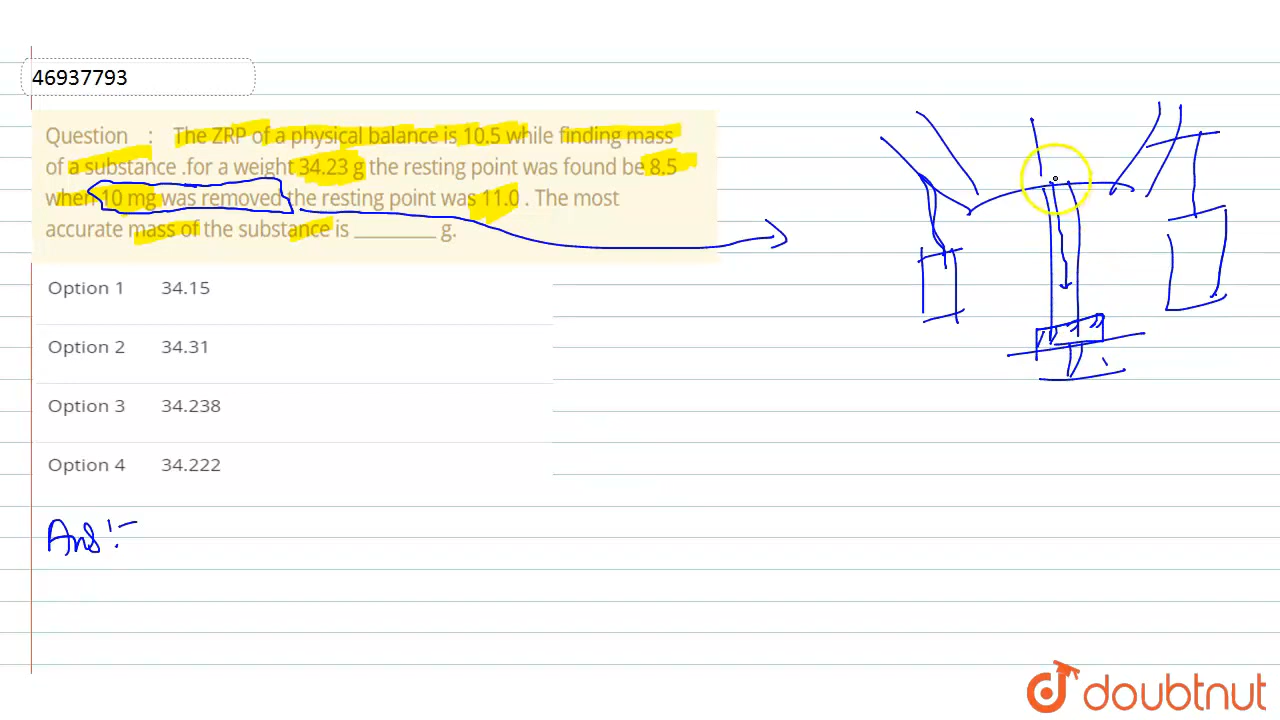 46937793
Question : The ZRP of a physical balance is 10.5 while finding mass
of a substance .for a weight 34.23 g the resting point was found be 8.5
when 10 mg was removed the resting point was 11.0 . The most
accurate mass of the substance is _________ g.
Option 1 34.15
Option 2 34.31
Option 3 34.238
Option 4 34.222
Ans :-
doubtnut